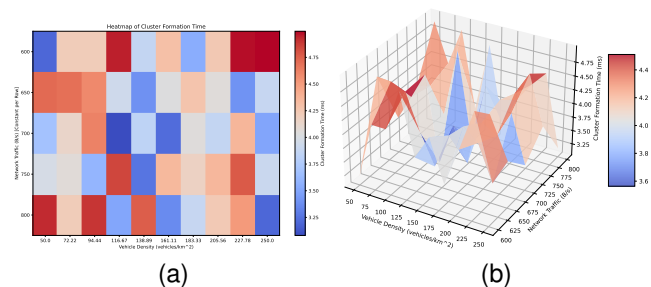 Heatmap of Cluster Formation Time
600
650
700
750
800
Network Traffic (B/s) [Constant per Row]
50.0 72.22 94.44 116.67 138.89 161.11 183.33 205.56 227.78 250.0
Vehicle Density (vehicles/km^2)
4.75
4.50
4.25
4.00
3.75
3.50
3.25
Cluster Formation Time (ms)
(a)
50 75 100 125 150 175 200 225 250
Vehicle Density (vehicles/km^2)
600 625 650 675 700 725 750 775 800
Network Traffic (B/s)
4.75
4.50
4.25
4.00
3.75
3.50
3.25
Cluster Formation Time (ms)
4.4
4.2
4.0
3.8
3.6
(b)